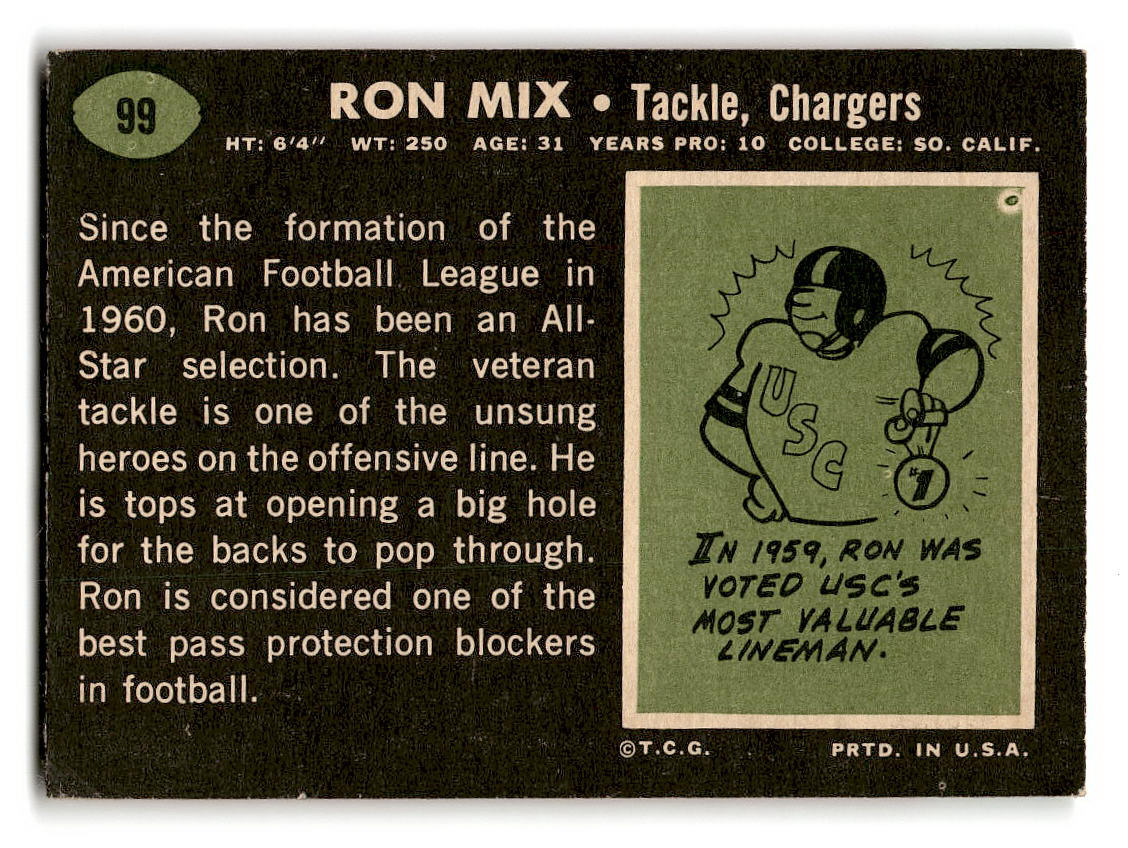 99
RON MIX • Tackle, Chargers
HT: 6'4" WT: 250 AGE: 31 YEARS PRO: 10 COLLEGE: SO. CALIF.
Since the formation of the
American Football League in
1960, Ron has been an All-
Star selection. The veteran
tackle is one of the unsung
heroes on the offensive line. He
is tops at opening a big hole
for the backs to pop through.
Ron is considered one of the
best pass protection blockers
in football.
USC
#1
IN 1959, RON WAS
VOTED USC'S
MOST VALUABLE
LINEMAN.
©T.C.G. PRTD. IN U.S.A.